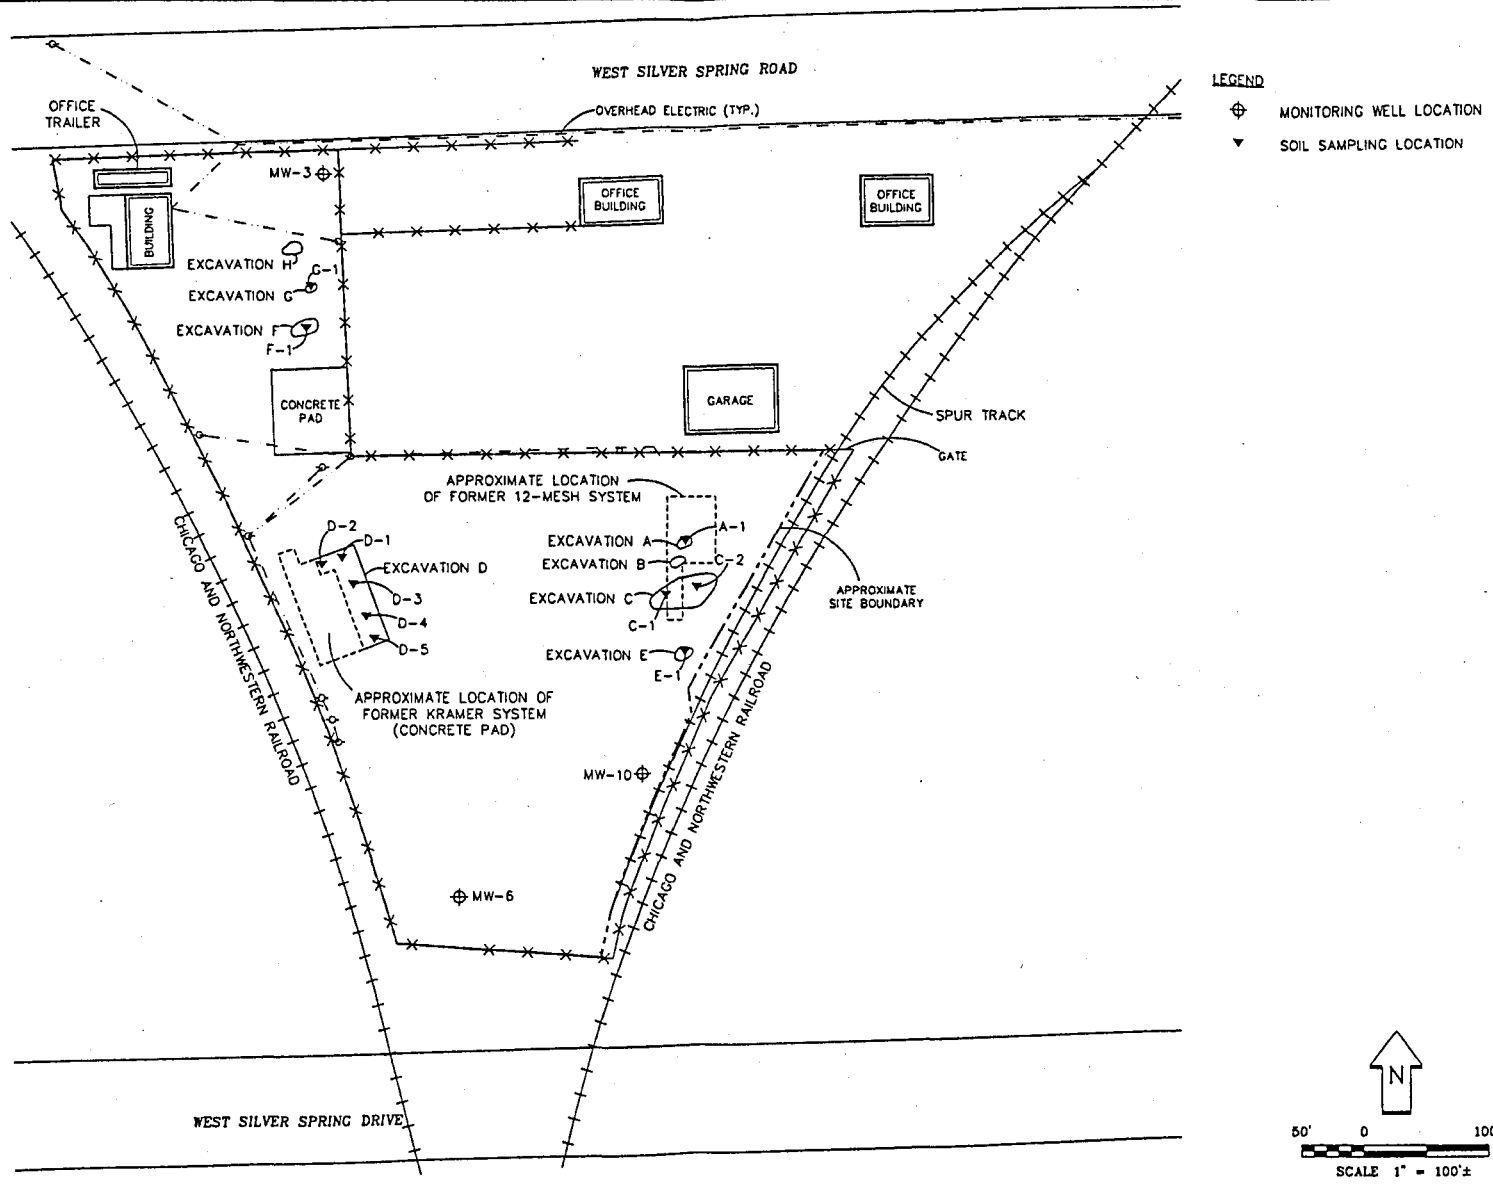 WEST SILVER SPRING ROAD
LEGEND
MONITORING WELL LOCATION
SOIL SAMPLING LOCATION
OFFICE
TRAILER
OVERHEAD ELECTRIC (TYP.)
MW-3
BUILDING
OFFICE
BUILDING
OFFICE
BUILDING
EXCAVATION H
G-1
EXCAVATION G
EXCAVATION F
F-1
CONCRETE
PAD
GARAGE
SPUR TRACK
GATE
APPROXIMATE LOCATION
OF FORMER 12-MESH SYSTEM
D-2
D-1
EXCAVATION D
D-3
D-4
D-5
A-1
EXCAVATION A
EXCAVATION B
C-2
EXCAVATION C
C-1
APPROXIMATE
SITE BOUNDARY
EXCAVATION E
E-1
CHICAGO AND NORTHWESTERN RAILROAD
APPROXIMATE LOCATION OF
FORMER KRAMER SYSTEM
(CONCRETE PAD)
MW-10
CHICAGO AND NORTHWESTERN RAILROAD
MW-6
WEST SILVER SPRING DRIVE
N
50' 0 100
SCALE 1" = 100'±